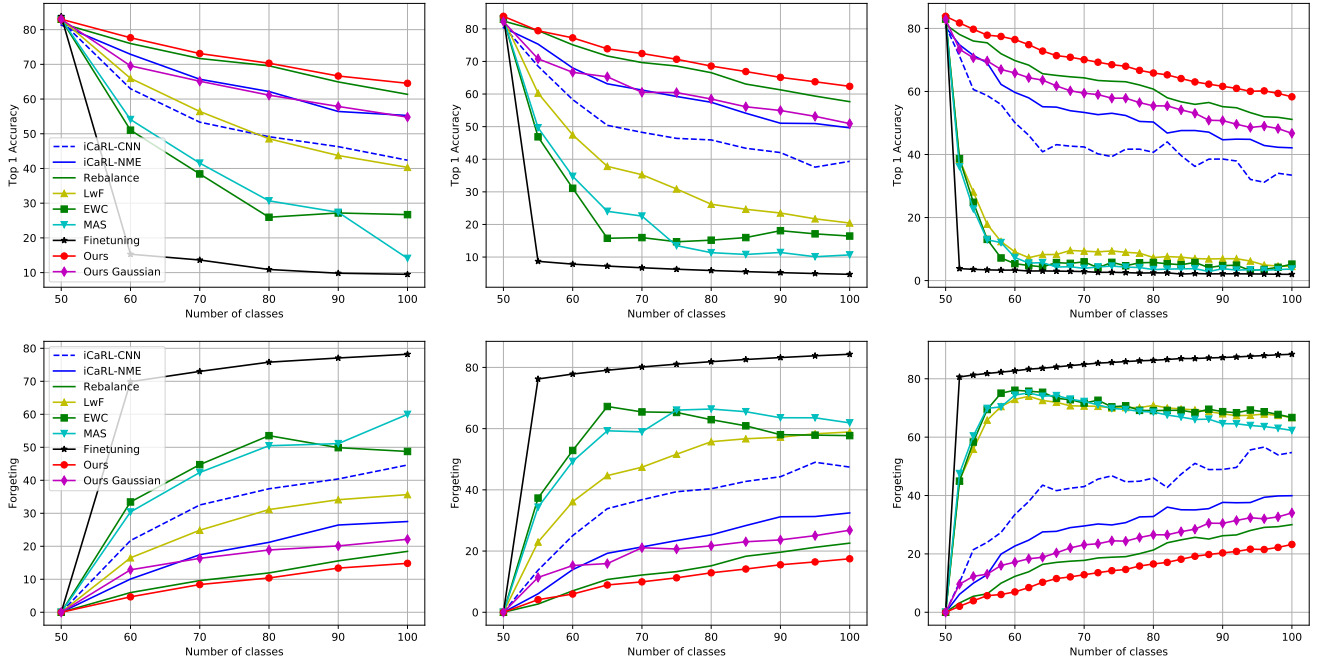 80
70
60
50
40
30
20
10
Top 1 Accuracy
iCaRL-CNN
iCaRL-NME
Rebalance
LwF
EWC
MAS
Finetuning
Ours
Ours Gaussian
50 60 70 80 90 100
Number of classes
80
70
60
50
40
30
20
10
Top 1 Accuracy
50 60 70 80 90 100
Number of classes
80
60
40
20
0
Top 1 Accuracy
50 60 70 80 90 100
Number of classes
80
70
60
50
40
30
20
10
0
Forgeting
iCaRL-CNN
iCaRL-NME
Rebalance
LwF
EWC
MAS
Finetuning
Ours
Ours Gaussian
50 60 70 80 90 100
Number of classes
80
60
40
20
0
Forgeting
50 60 70 80 90 100
Number of classes
80
60
40
20
0
Forgeting
50 60 70 80 90 100
Number of classes